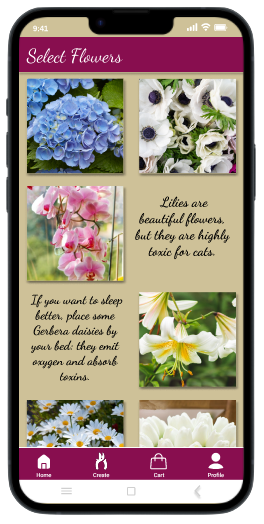 9:41
Select Flowers
Lilies are
beautiful flowers,
but they are highly
toxic for cats.
If you want to sleep
better, place some
Gerbera daisies by
your bed; they emit
oxygen and absorb
toxins.
Home
Create
Cart
Profile